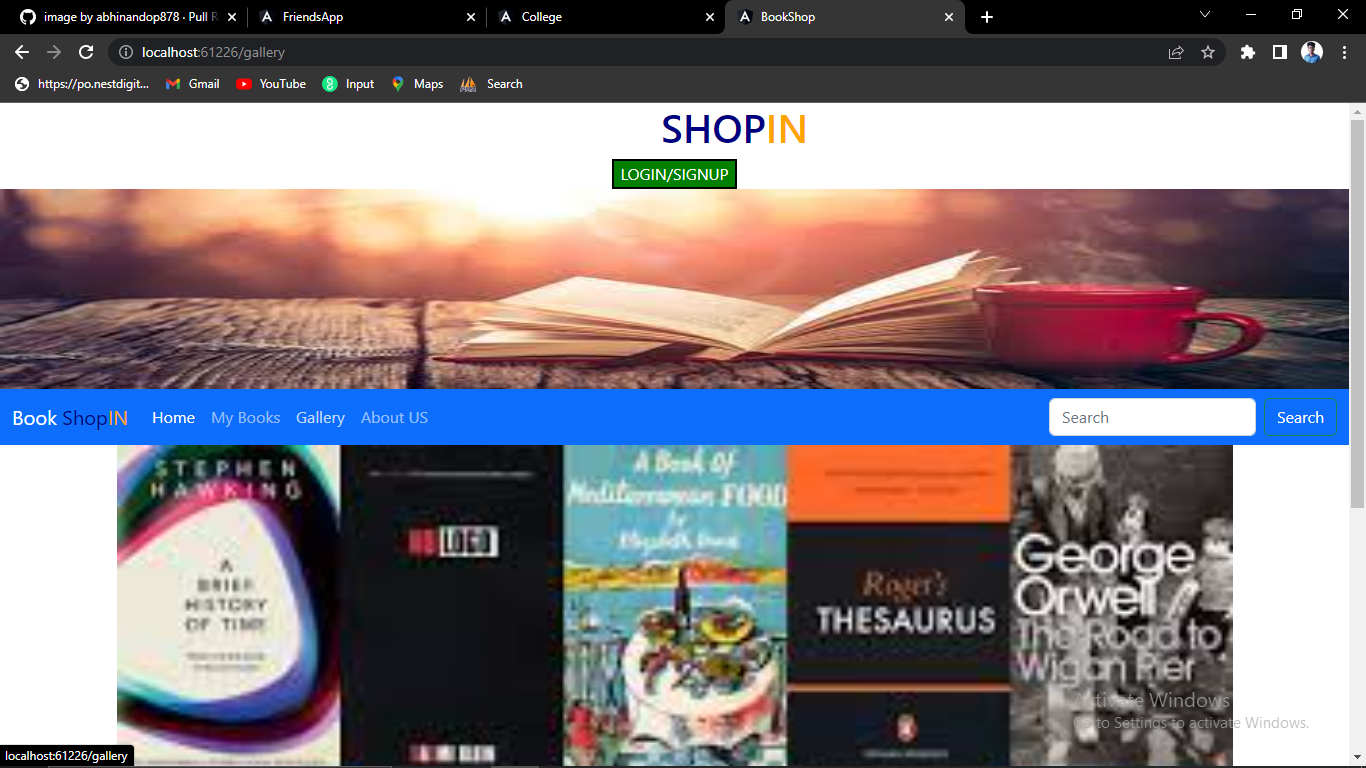 image by abhinandop878 · Pull R
FriendsApp
College
BookShop
localhost:61226/gallery
https://po.nestdigit...
Gmail
YouTube
Input
Maps
Search
SHOPIN
LOGIN/SIGNUP
Book ShopIN
Home
My Books
Gallery
About US
Search
Search
STEPHEN
HAWKING
A
BRIEF
HISTORY
OF TIME
NO LOGO
A Book Of
Mediterranean FOOD
by
Elizabeth David
Roget's
THESAURUS
George
Orwell
The Road to
Wigan Pier
Activate Windows
Go to Settings to activate Windows.
localhost:61226/gallery